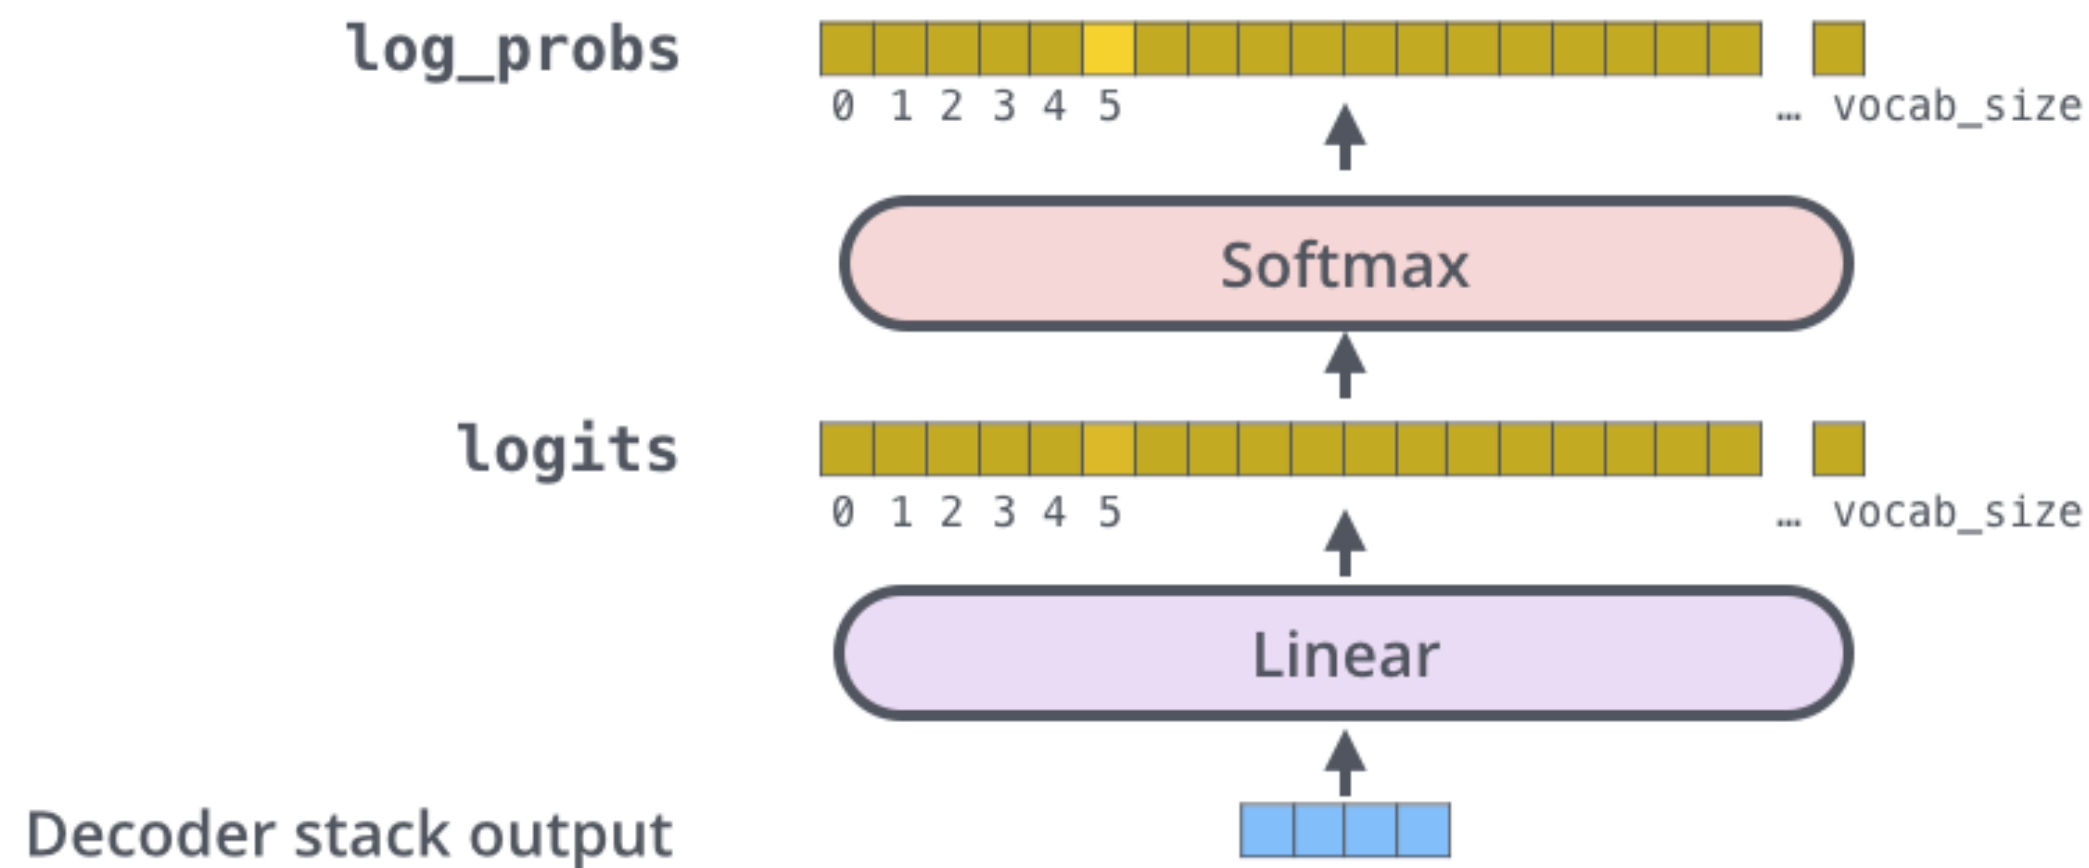 log_probs
0 1 2 3 4 5 … vocab_size
Softmax
logits
0 1 2 3 4 5 … vocab_size
Linear
Decoder stack output